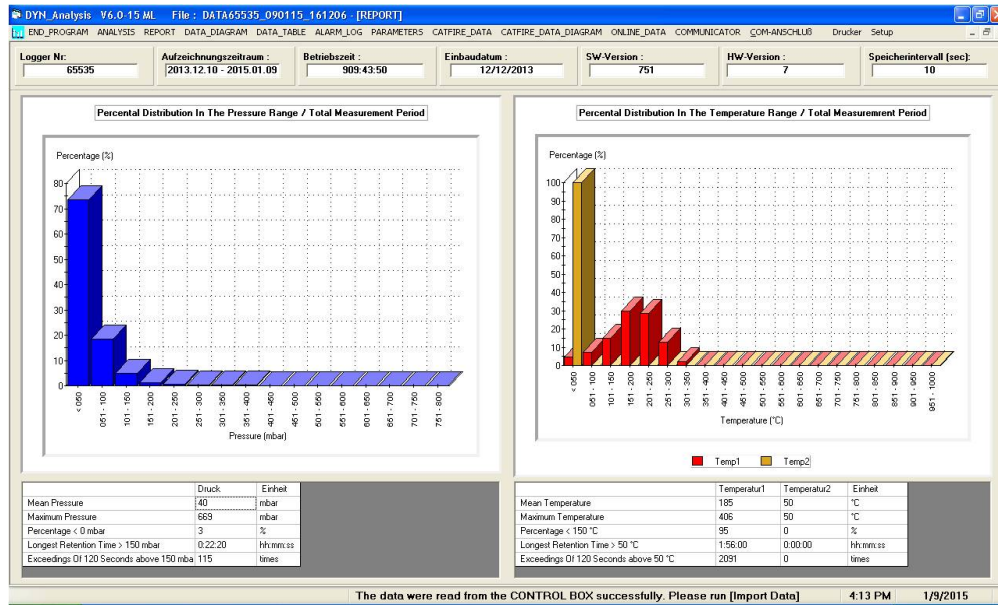 DYN_Analysis V6.0-15 ML File : DATA65535_090115_161206 - [REPORT]
END_PROGRAM ANALYSIS REPORT DATA_DIAGRAM DATA_TABLE ALARM_LOG PARAMETERS CATFIRE_DATA CATFIRE_DATA_DIAGRAM ONLINE_DATA COMMUNICATOR COM-ANSCHLUß Drucker Setup
Logger Nr: Aufzeichnungszeitraum : Betriebszeit : Einbaudatum : SW-Version : HW-Version : Speicherintervall (sec):
65535 2013.12.10 - 2015.01.09 909:43:50 12/12/2013 751 7 10
Percental Distribution In The Pressure Range / Total Measurement Period
Percentage (%)
80
70
60
50
40
30
20
10
0
< 050 051 - 100 101 - 150 151 - 200 201 - 250 251 - 300 301 - 350 351 - 400 401 - 450 451 - 500 501 - 550 551 - 600 601 - 650 651 - 700 701 - 750 751 - 800
Pressure (mbar)
Percental Distribution In The Temperature Range / Total Measuremrent Period
Percentage (%)
100
90
80
70
60
50
40
30
20
10
0
< 050 051 - 100 101 - 150 151 - 200 201 - 250 251 - 300 301 - 350 351 - 400 401 - 450 451 - 500 501 - 550 551 - 600 601 - 650 651 - 700 701 - 750 751 - 800 801 - 850 851 - 900 901 - 950 951 - 1000
Temperature (°C)
Temp1 Temp2
Druck Einheit
Mean Pressure 40 mbar
Maximum Pressure 669 mbar
Percentage < 0 mbar 3 %
Longest Retention Time > 150 mbar 0:22:20 hh:mm:ss
Exceedings Of 120 Seconds above 150 mba 115 times
Temperatur1 Temperatur2 Einheit
Mean Temperature 185 50 °C
Maximum Temperature 406 50 °C
Percentage < 150 °C 95 0 %
Longest Retention Time > 50 °C 1:56:00 0:00:00 hh:mm:ss
Exceedings Of 120 Seconds above 50 °C 2091 0 times
The data were read from the CONTROL BOX successfully. Please run [Import Data] 4:13 PM 1/9/2015